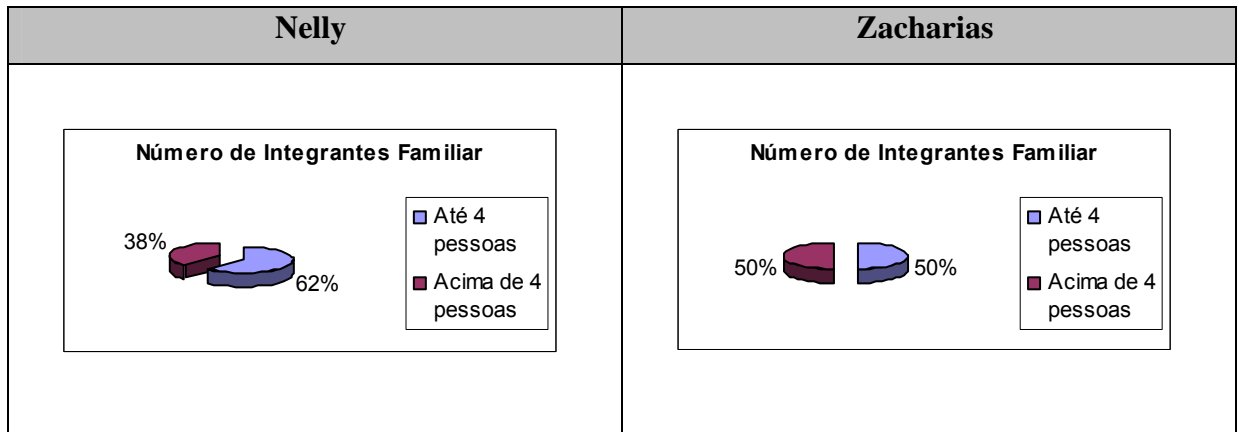 Nelly
Zacharias
Número de Integrantes Familiar
38%
62%
Até 4
pessoas
Acima de 4
pessoas
Número de Integrantes Familiar
50%
50%
Até 4
pessoas
Acima de 4
pessoas